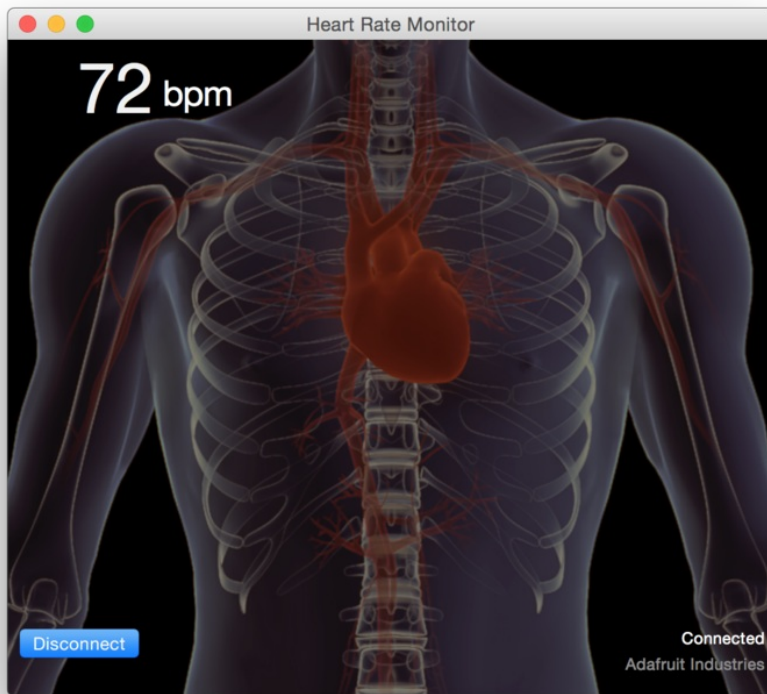 Heart Rate Monitor
72 bpm
Disconnect
Connected
Adafruit Industries